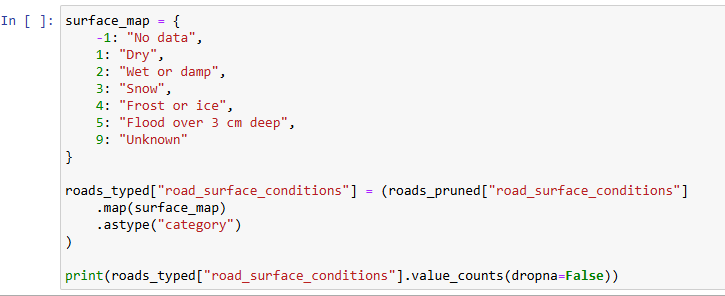 In [ ]: surface_map = {
    -1: "No data",
    1: "Dry",
    2: "Wet or damp",
    3: "Snow",
    4: "Frost or ice",
    5: "Flood over 3 cm deep",
    9: "Unknown"
}

roads_typed["road_surface_conditions"] = (roads_pruned["road_surface_conditions"]
    .map(surface_map)
    .astype("category")
)

print(roads_typed["road_surface_conditions"].value_counts(dropna=False))